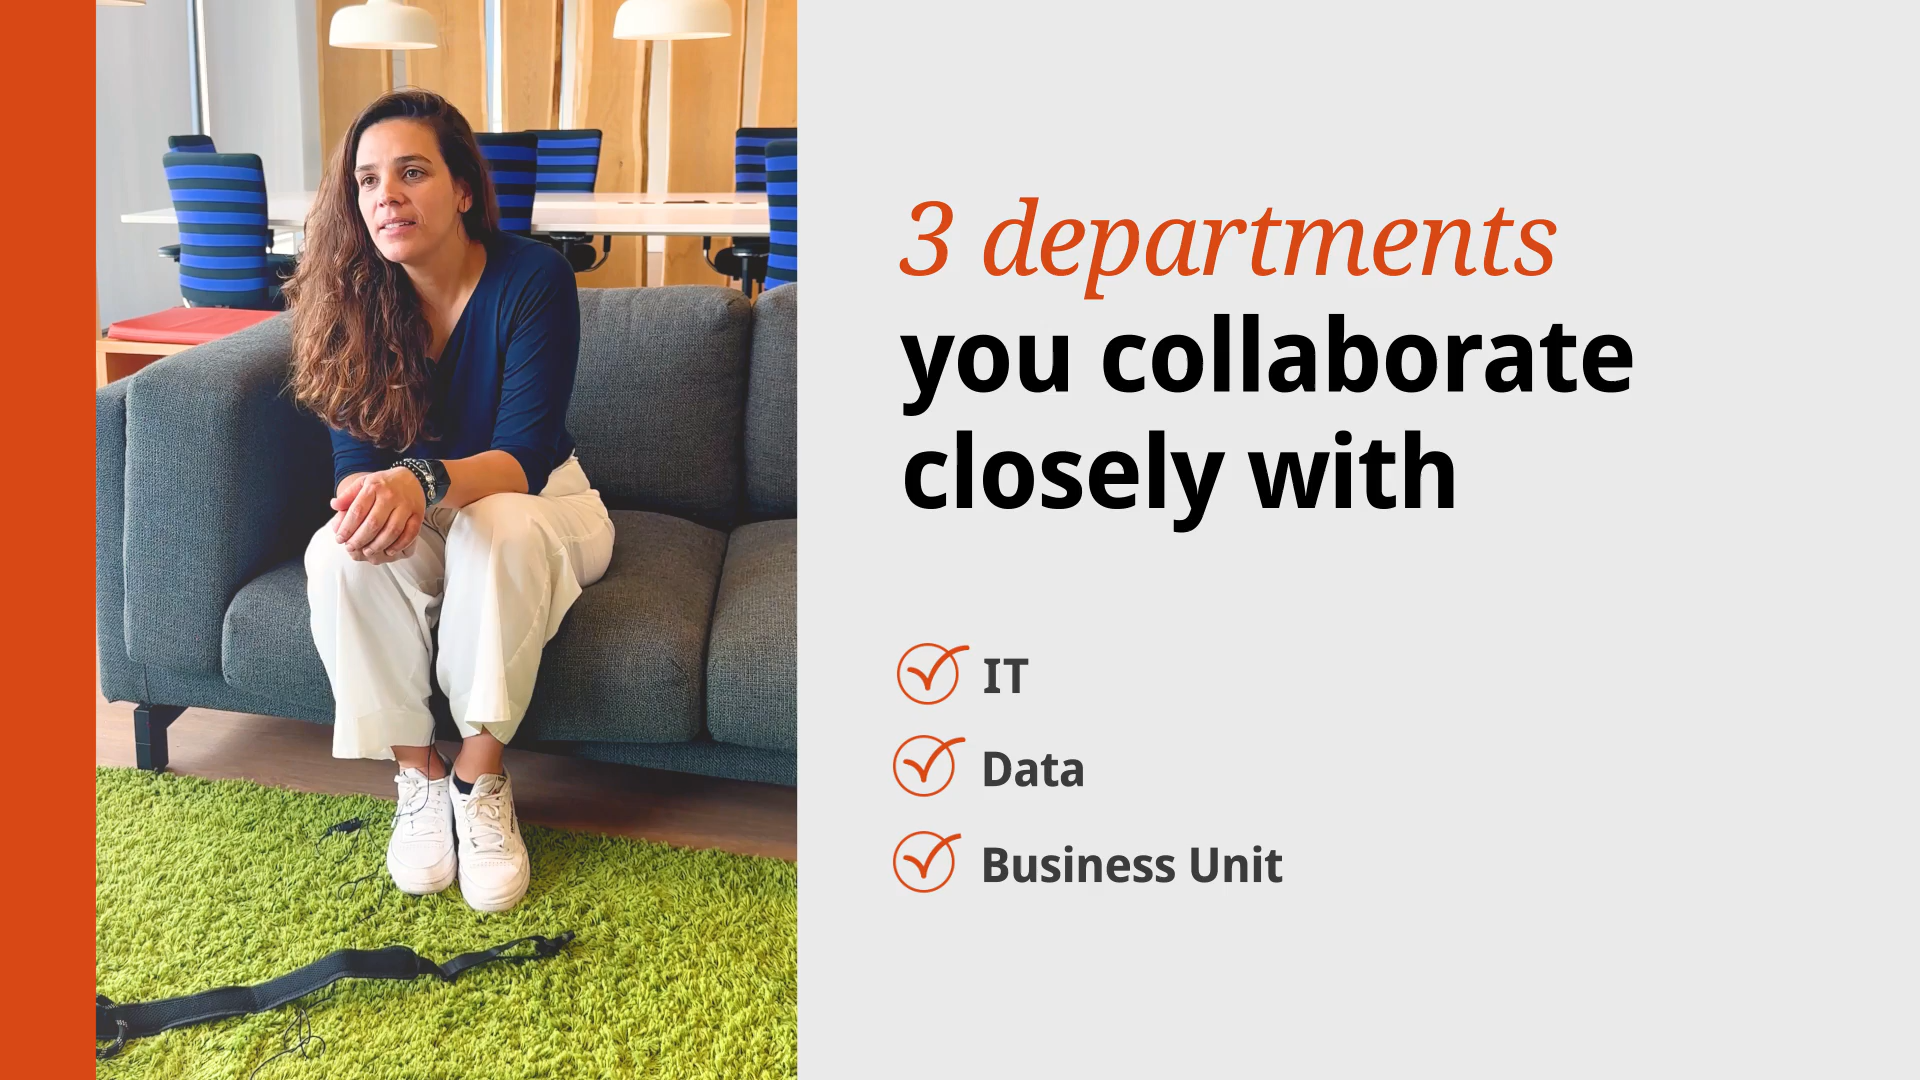 3 departments
you collaborate
closely with
IT
Data
Business Unit